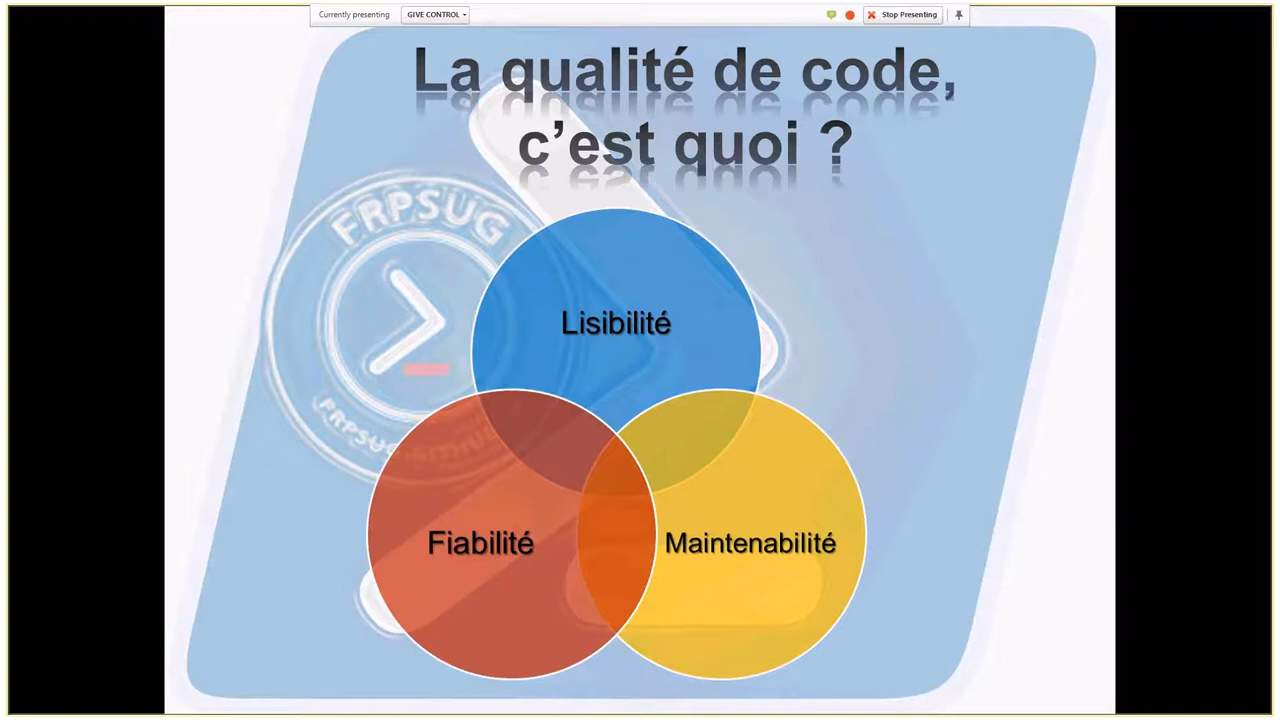 Currently presenting
GIVE CONTROL
Stop Presenting
La qualité de code,
c’est quoi ?
FRPSUG
Lisibilité
Fiabilité
Maintenabilité